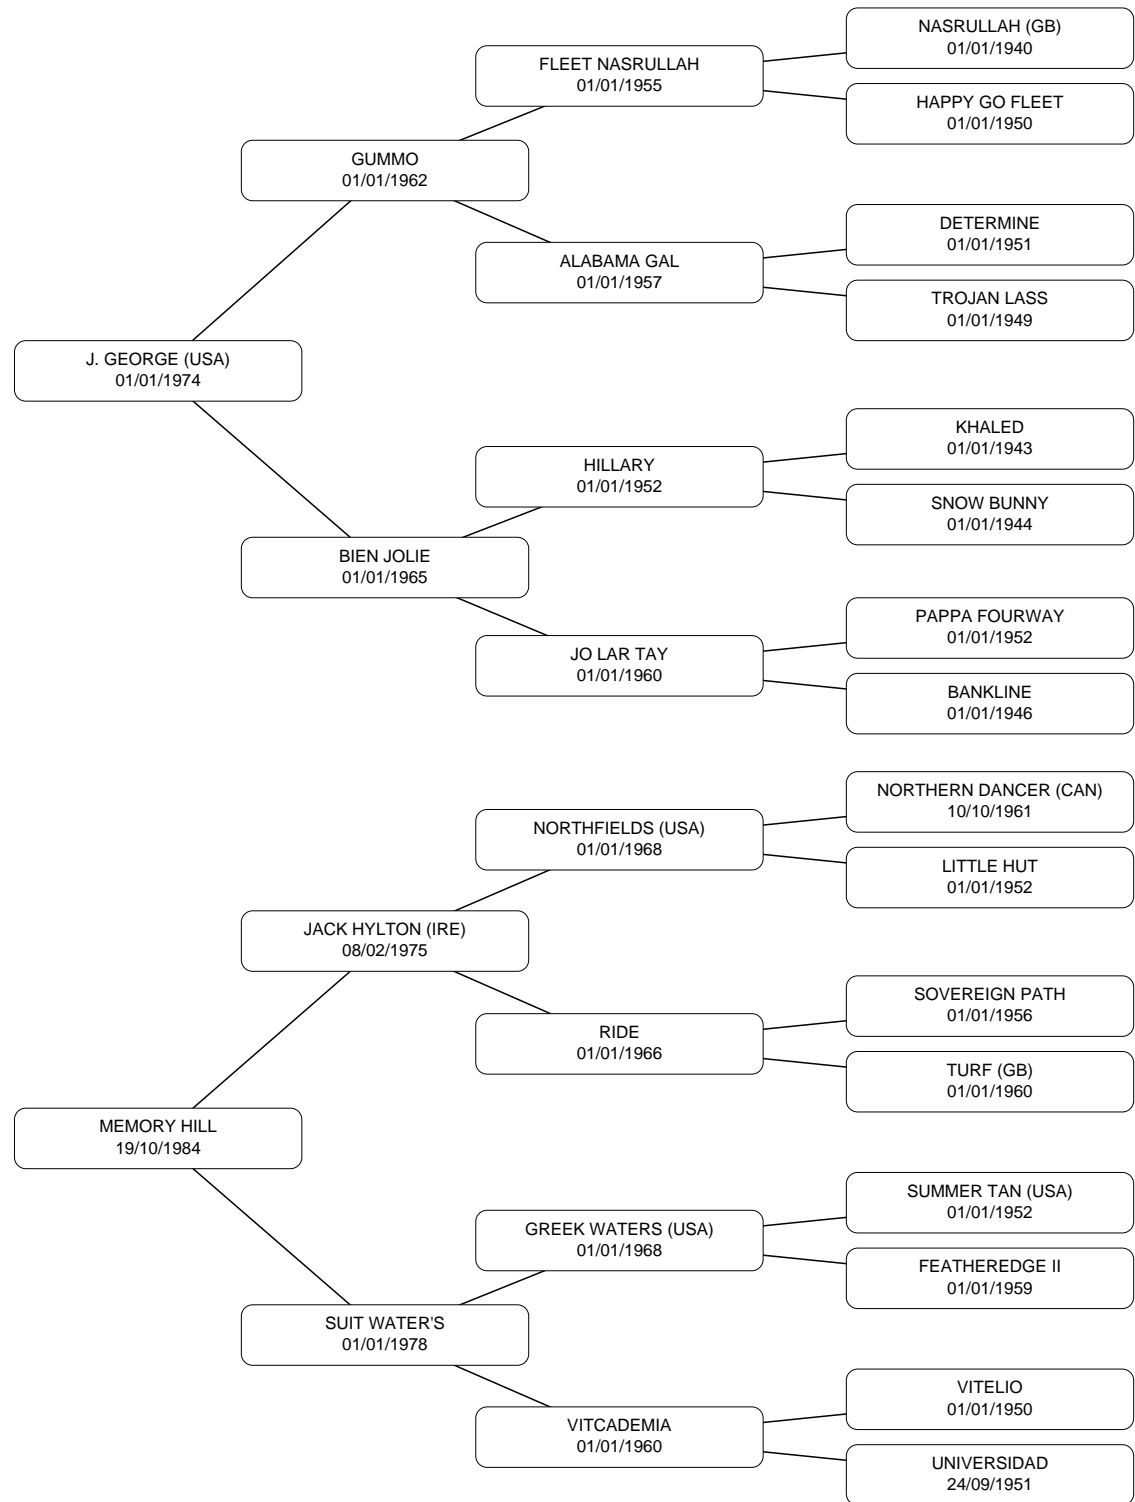 NASRULLAH (GB)
01/01/1940
FLEET NASRULLAH
01/01/1955
HAPPY GO FLEET
01/01/1950
GUMMO
01/01/1962
DETERMINE
01/01/1951
ALABAMA GAL
01/01/1957
TROJAN LASS
01/01/1949
J. GEORGE (USA)
01/01/1974
KHALED
01/01/1943
HILLARY
01/01/1952
SNOW BUNNY
01/01/1944
BIEN JOLIE
01/01/1965
PAPPA FOURWAY
01/01/1952
JO LAR TAY
01/01/1960
BANKLINE
01/01/1946
NORTHERN DANCER (CAN)
10/10/1961
NORTHFIELDS (USA)
01/01/1968
LITTLE HUT
01/01/1952
JACK HYLTON (IRE)
08/02/1975
SOVEREIGN PATH
01/01/1956
RIDE
01/01/1966
TURF (GB)
01/01/1960
MEMORY HILL
19/10/1984
SUMMER TAN (USA)
01/01/1952
GREEK WATERS (USA)
01/01/1968
FEATHEREDGE II
01/01/1959
SUIT WATER'S
01/01/1978
VITELIO
01/01/1950
VITCADEMIA
01/01/1960
UNIVERSIDAD
24/09/1951